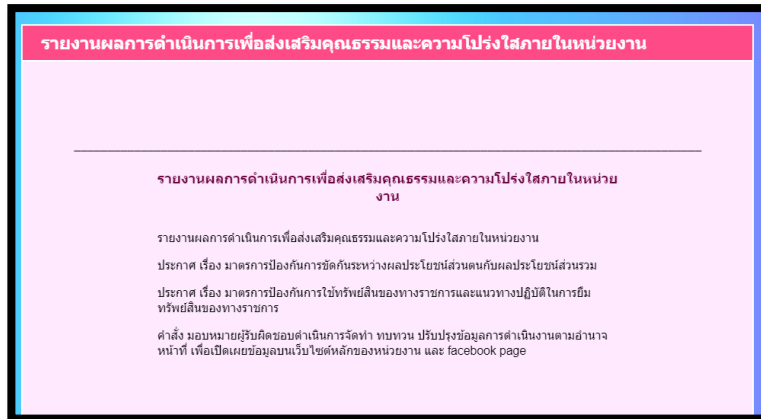 รายงานผลการดำเนินการเพื่อส่งเสริมคุณธรรมและความโปร่งใสภายในหน่วยงาน
รายงานผลการดำเนินการเพื่อส่งเสริมคุณธรรมและความโปร่งใสภายในหน่วย
งาน
รายงานผลการดำเนินการเพื่อส่งเสริมคุณธรรมและความโปร่งใสภายในหน่วยงาน
ประกาศ เรื่อง มาตรการป้องกันการขัดกันระหว่างผลประโยชน์ส่วนตนกับผลประโยชน์ส่วนรวม
ประกาศ เรื่อง มาตรการป้องกันการใช้ทรัพย์สินของทางราชการและแนวทางปฏิบัติในการยืม
ทรัพย์สินของทางราชการ
คำสั่ง มอบหมายผู้รับผิดชอบดำเนินการจัดทำ ทบทวน ปรับปรุงข้อมูลการดำเนินงานตามอำนาจ
หน้าที่ เพื่อเปิดเผยข้อมูลบนเว็บไซต์หลักของหน่วยงาน และ facebook page